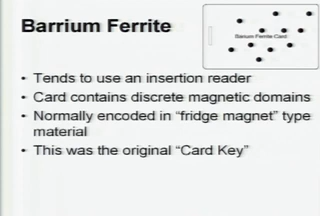 Barrium Ferrite
Barium Ferrite Card
• Tends to use an insertion reader
• Card contains discrete magnetic domains
• Normally encoded in "fridge magnet" type
material
• This was the original "Card Key"